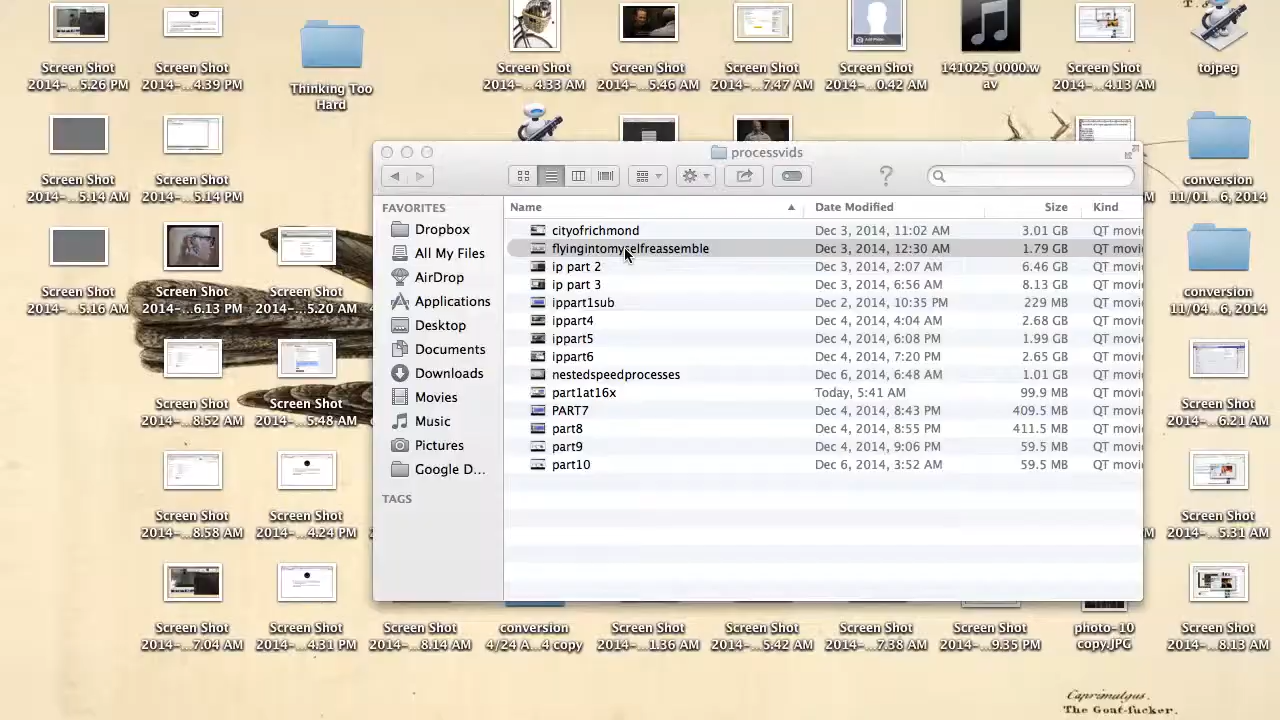 T. J
Screen Shot
2014-...5.26 PM
Screen Shot
2014-...4.39 PM
Thinking Too
Hard
Screen Shot
2014-...4.33 AM
Screen Shot
2014-...5.46 AM
Screen Shot
2014-...7.47 AM
Screen Shot
2014-...0.42 AM
141025_0000.w
av
Screen Shot
2014-...4.13 AM
tojpeg
Screen Shot
2014-...5.14 AM
Screen Shot
2014-...5.14 PM
conversion
11/01...6, 2014
Screen Shot
2014-...5.16 AM
Screen Shot
2014-...6.13 PM
Screen Shot
2014-...5.20 AM
conversion
11/04...6, 2014
Screen Shot
2014-...8.52 AM
Screen Shot
2014-...5.48 AM
Screen Shot
2014-...6.21 AM
Screen Shot
2014-...8.58 AM
Screen Shot
2014-...4.24 PM
Screen Shot
2014-...5.31 AM
processvids
FAVORITES
Dropbox
All My Files
AirDrop
Applications
Desktop
Documents
Downloads
Movies
Music
Pictures
Google D...
TAGS
Name Date Modified Size Kind
cityofrichmond Dec 3, 2014, 11:02 AM 3.01 GB QT movi
flyingintomyselfreassemble Dec 3, 2014, 12:30 AM 1.79 GB QT movi
ip part 2 Dec 3, 2014, 2:07 AM 6.46 GB QT movi
ip part 3 Dec 3, 2014, 6:56 AM 8.13 GB QT movi
ippart1sub Dec 2, 2014, 10:35 PM 229 MB QT movi
ippart4 Dec 4, 2014, 4:04 AM 2.68 GB QT movi
ippart5 Dec 4, 2014, 6:08 PM 1.99 GB QT movi
ippart6 Dec 4, 2014, 7:20 PM 2.65 GB QT movi
nestedspeedprocesses Dec 6, 2014, 6:48 AM 1.01 GB QT movi
part1at16x Today, 5:41 AM 99.9 MB QT movi
PART7 Dec 4, 2014, 8:43 PM 409.5 MB QT movi
part8 Dec 4, 2014, 8:55 PM 411.5 MB QT movi
part9 Dec 4, 2014, 9:06 PM 59.5 MB QT movi
part10 Dec 6, 2014, 3:52 AM 59.5 MB QT movi
Screen Shot
2014-...7.04 AM
Screen Shot
2014-...4.31 PM
Screen Shot
2014-...8.14 AM
conversion
4/24 A...4 copy
Screen Shot
2014-...1.36 AM
Screen Shot
2014-...5.42 AM
Screen Shot
2014-...7.38 AM
Screen Shot
2014-...9.35 PM
photo-10
copy.JPG
Screen Shot
2014-...8.13 AM
Caprimulgus.
The Goat-fucker.